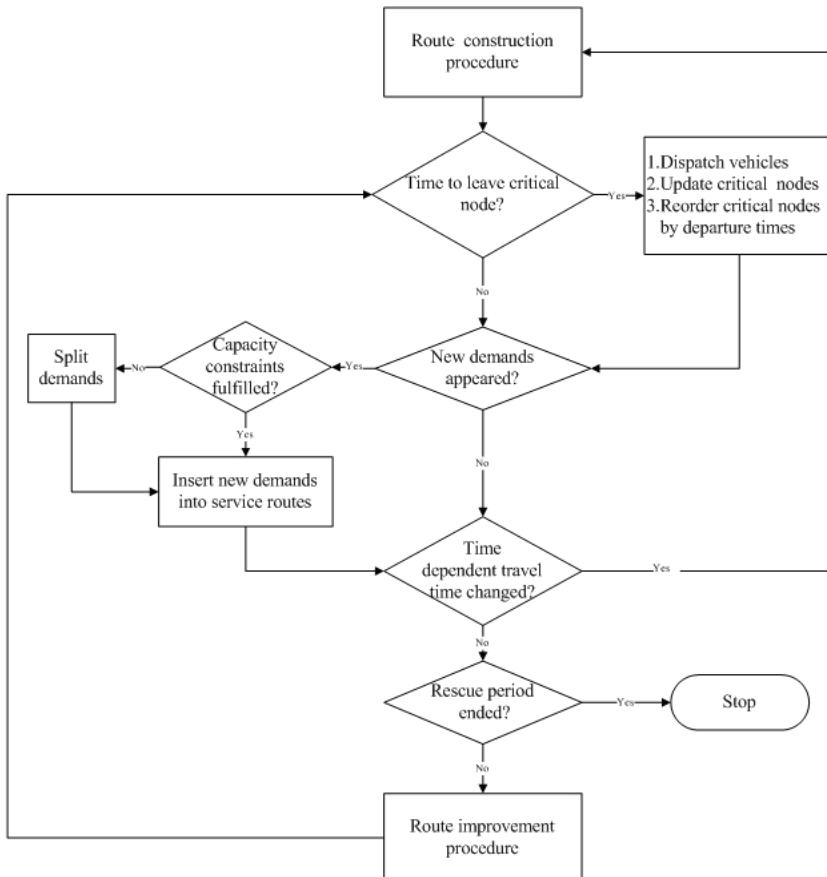 Route construction
procedure
Time to leave critical
node?
Yes
1.Dispatch vehicles
2.Update critical nodes
3.Reorder critical nodes
by departure times
No
Split
demands
No
Capacity
constraints
fulfilled?
Yes
New demands
appeared?
Yes
No
Insert new demands
into service routes
Time
dependent travel
time changed?
Yes
No
Rescue period
ended?
Yes
Stop
No
Route improvement
procedure